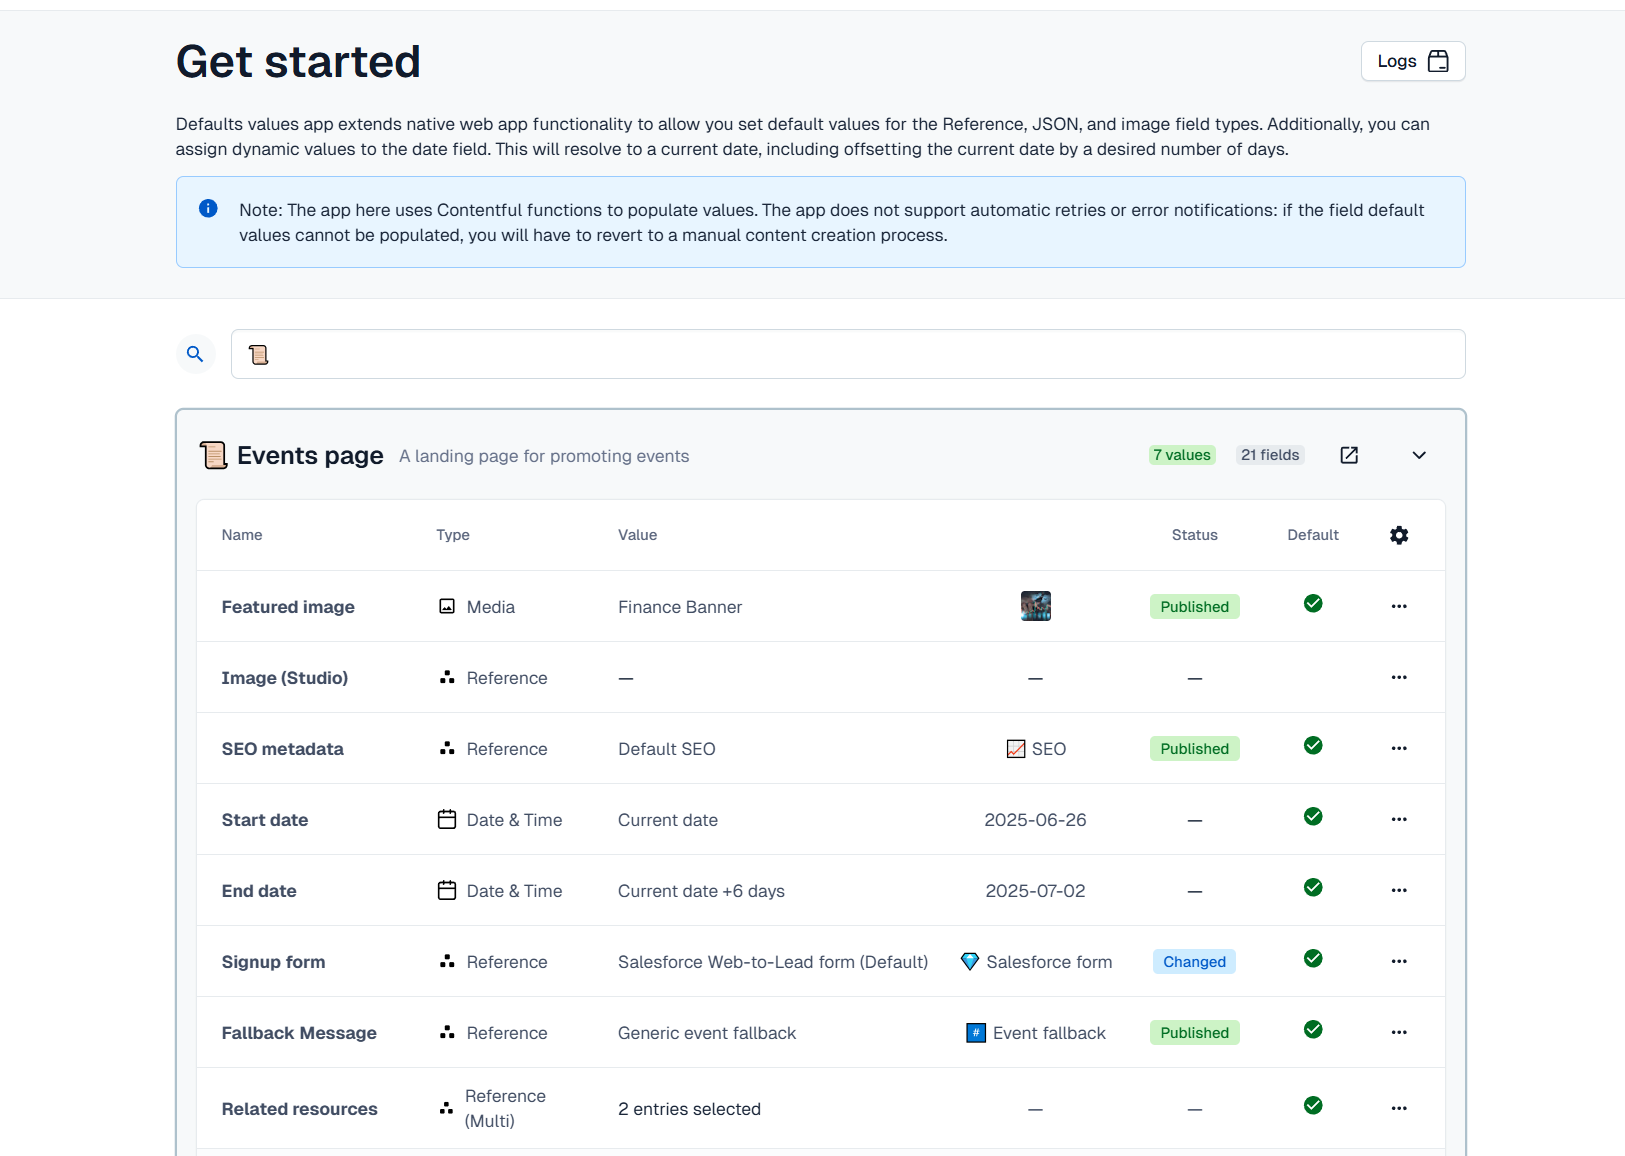 Get started
Logs
Defaults values app extends native web app functionality to allow you set default values for the Reference, JSON, and image field types. Additionally, you can
assign dynamic values to the date field. This will resolve to a current date, including offsetting the current date by a desired number of days.
Note: The app here uses Contentful functions to populate values. The app does not support automatic retries or error notifications: if the field default
values cannot be populated, you will have to revert to a manual content creation process.
📜
📜 Events page A landing page for promoting events 7 values 21 fields
Name Type Value Status Default
Featured image Media Finance Banner Published
Image (Studio) Reference — — —
SEO metadata Reference Default SEO 📈 SEO Published
Start date Date & Time Current date 2025-06-26 —
End date Date & Time Current date +6 days 2025-07-02 —
Signup form Reference Salesforce Web-to-Lead form (Default) 💎 Salesforce form Changed
Fallback Message Reference Generic event fallback #️⃣ Event fallback Published
Related resources Reference (Multi) 2 entries selected — —